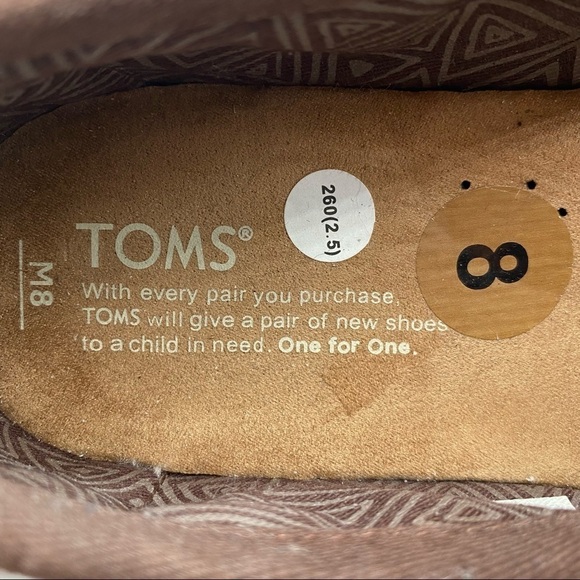 TOMS®
With every pair you purchase,
TOMS will give a pair of new shoes
to a child in need. One for One.
M8
260(2.5)
8